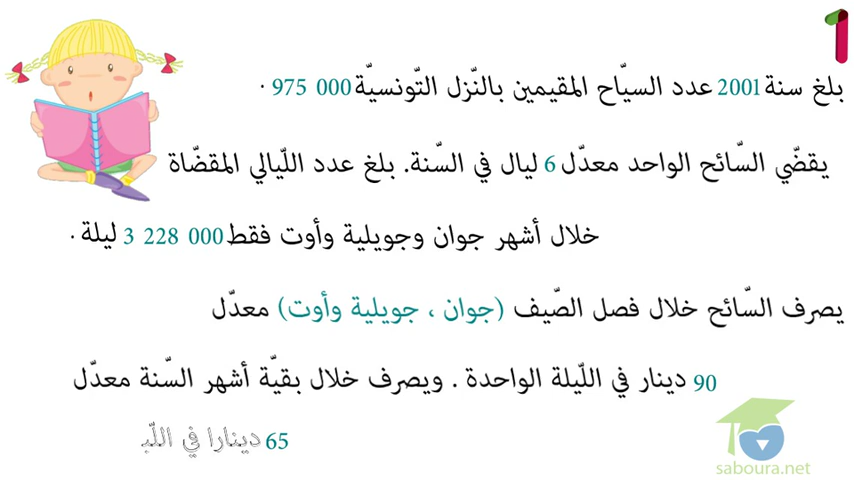 1
بلغ سنة 2001 عدد السيّاح المقيمين بالنّزل التّونسيّة 000 975 .
يقضّي السّائح الواحد معدّل 6 ليال في السّنة. بلغ عدد اللّيالي المقضّاة
خلال أشهر جوان وجويلية وأوت فقط 000 228 3 ليلة .
يصرف السّائح خلال فصل الصّيف (جوان ، جويلية وأوت) معدّل
90 دينار في اللّيلة الواحدة . ويصرف خلال بقيّة أشهر السّنة معدّل
65 دينارا في
saboura.net